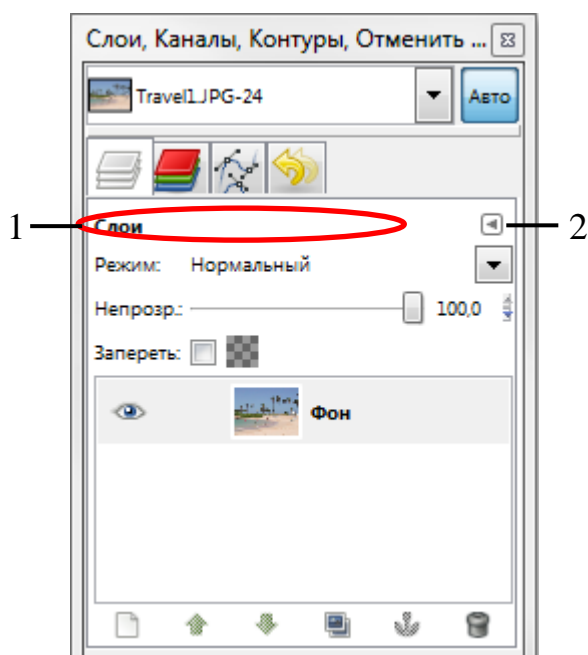 Слои, Каналы, Контуры, Отменить ...
Travel1.JPG-24
Авто
1
Слои
2
Режим: Нормальный
Непрозр.: 100,0
Запереть:
Фон